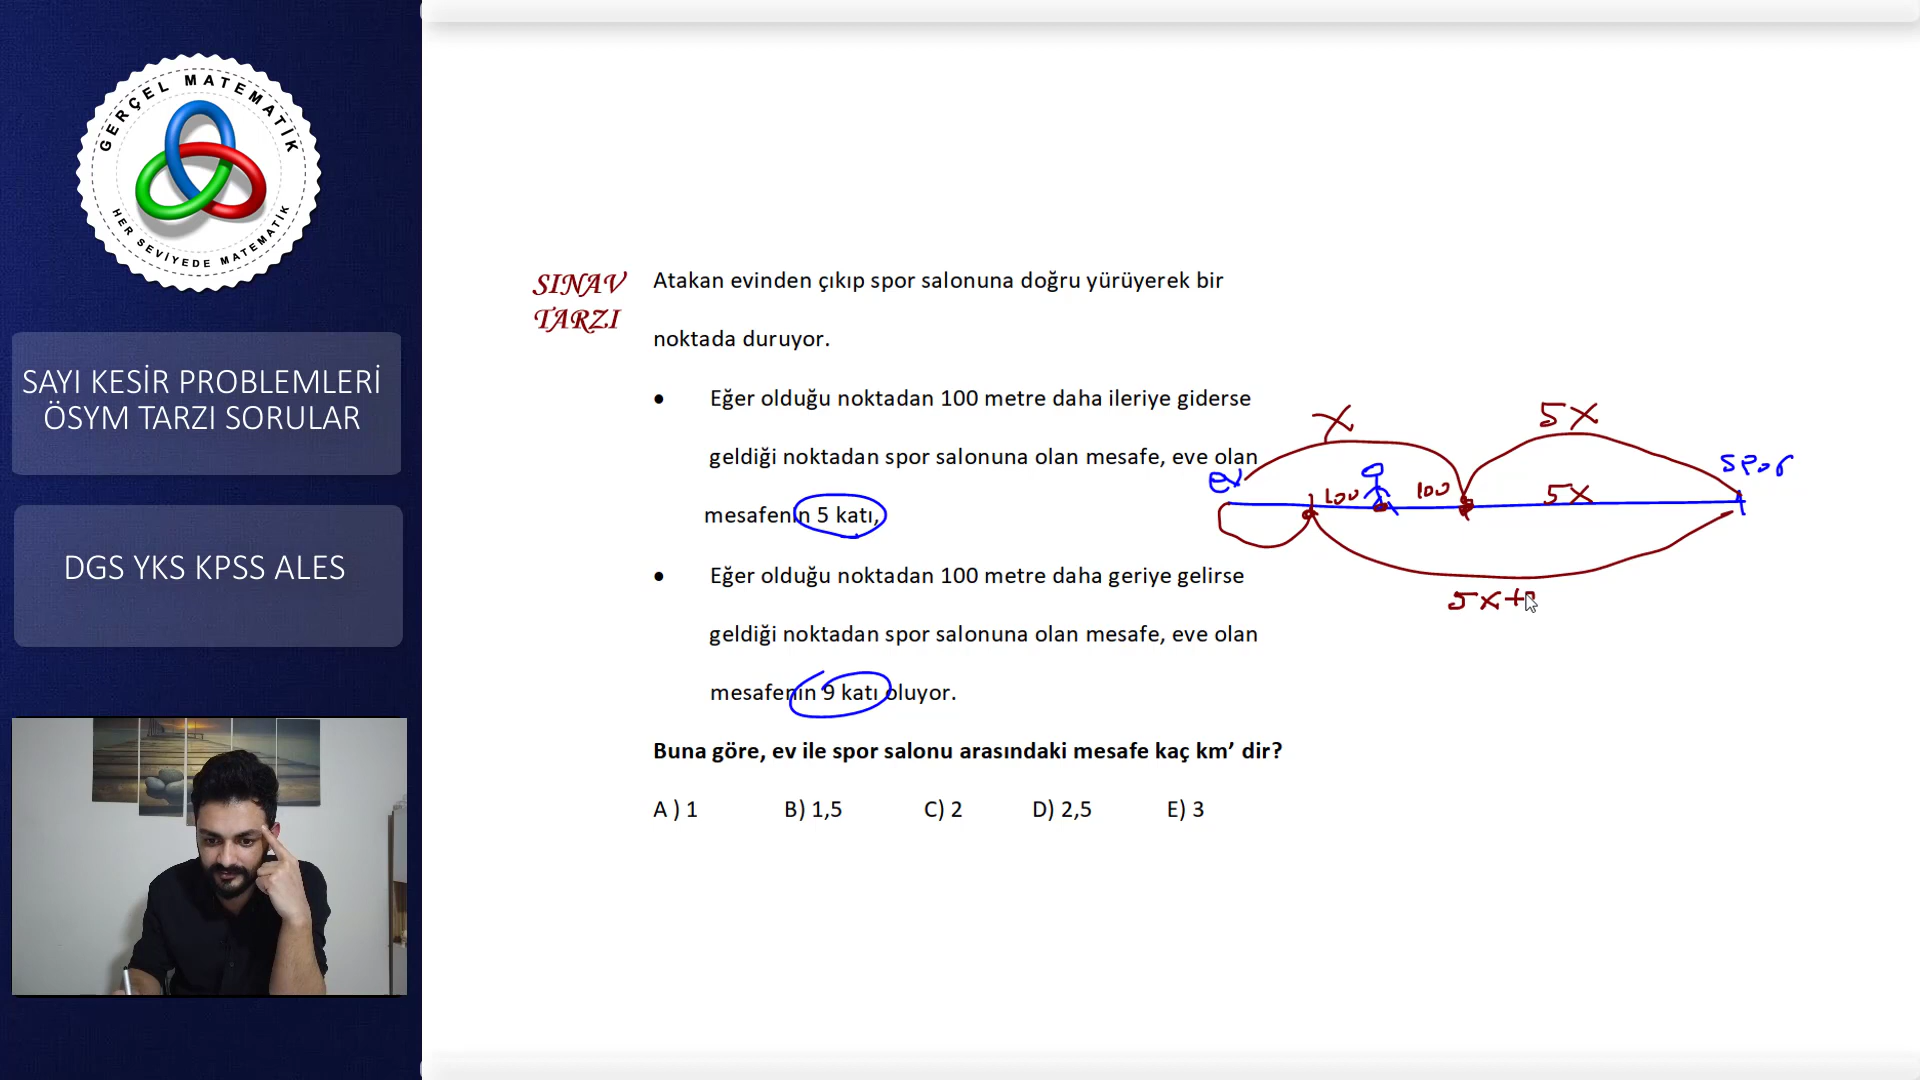 GERÇEL MATEMATİK
HER SEVİYEDE MATEMATİK
SAYI KESİR PROBLEMLERİ
ÖSYM TARZI SORULAR
DGS YKS KPSS ALES
SINAV
TARZI
Atakan evinden çıkıp spor salonuna doğru yürüyerek bir
noktada duruyor.
• Eğer olduğu noktadan 100 metre daha ileriye giderse
geldiği noktadan spor salonuna olan mesafe, eve olan
mesafenin 5 katı,
• Eğer olduğu noktadan 100 metre daha geriye gelirse
geldiği noktadan spor salonuna olan mesafe, eve olan
mesafenin 9 katı oluyor.
Buna göre, ev ile spor salonu arasındaki mesafe kaç km’ dir?
A ) 1 B) 1,5 C) 2 D) 2,5 E) 3
x 5x
ev spor
100 100 5x
5x+